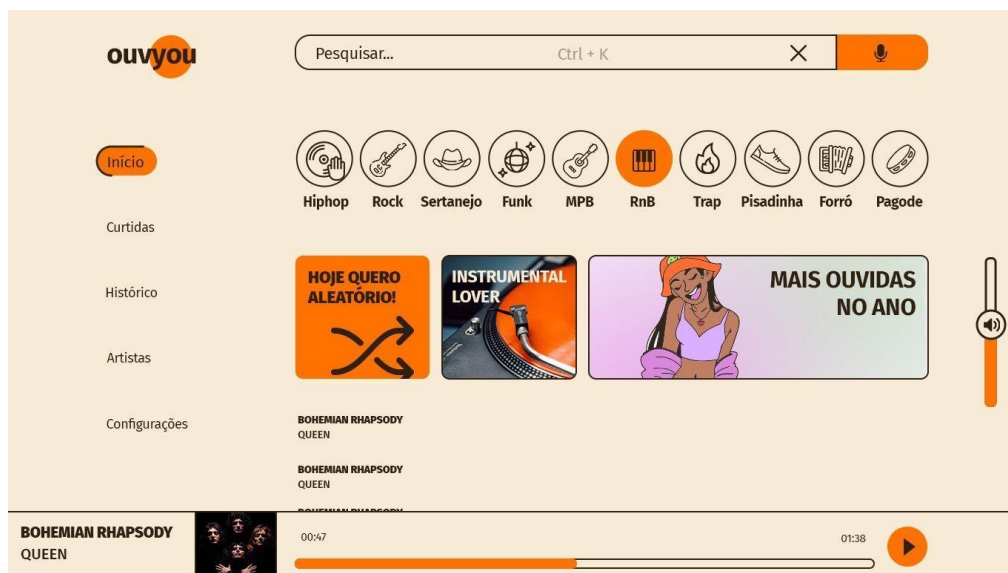 ouvyou
Pesquisar... Ctrl + K
Início
Curtidas
Histórico
Artistas
Configurações
Hiphop Rock Sertanejo Funk MPB RnB Trap Pisadinha Forró Pagode
HOJE QUERO
ALEATÓRIO!
INSTRUMENTAL
LOVER
MAIS OUVIDAS
NO ANO
BOHEMIAN RHAPSODY
QUEEN
BOHEMIAN RHAPSODY
QUEEN
BOHEMIAN RHAPSODY
BOHEMIAN RHAPSODY
QUEEN
00:47 01:38